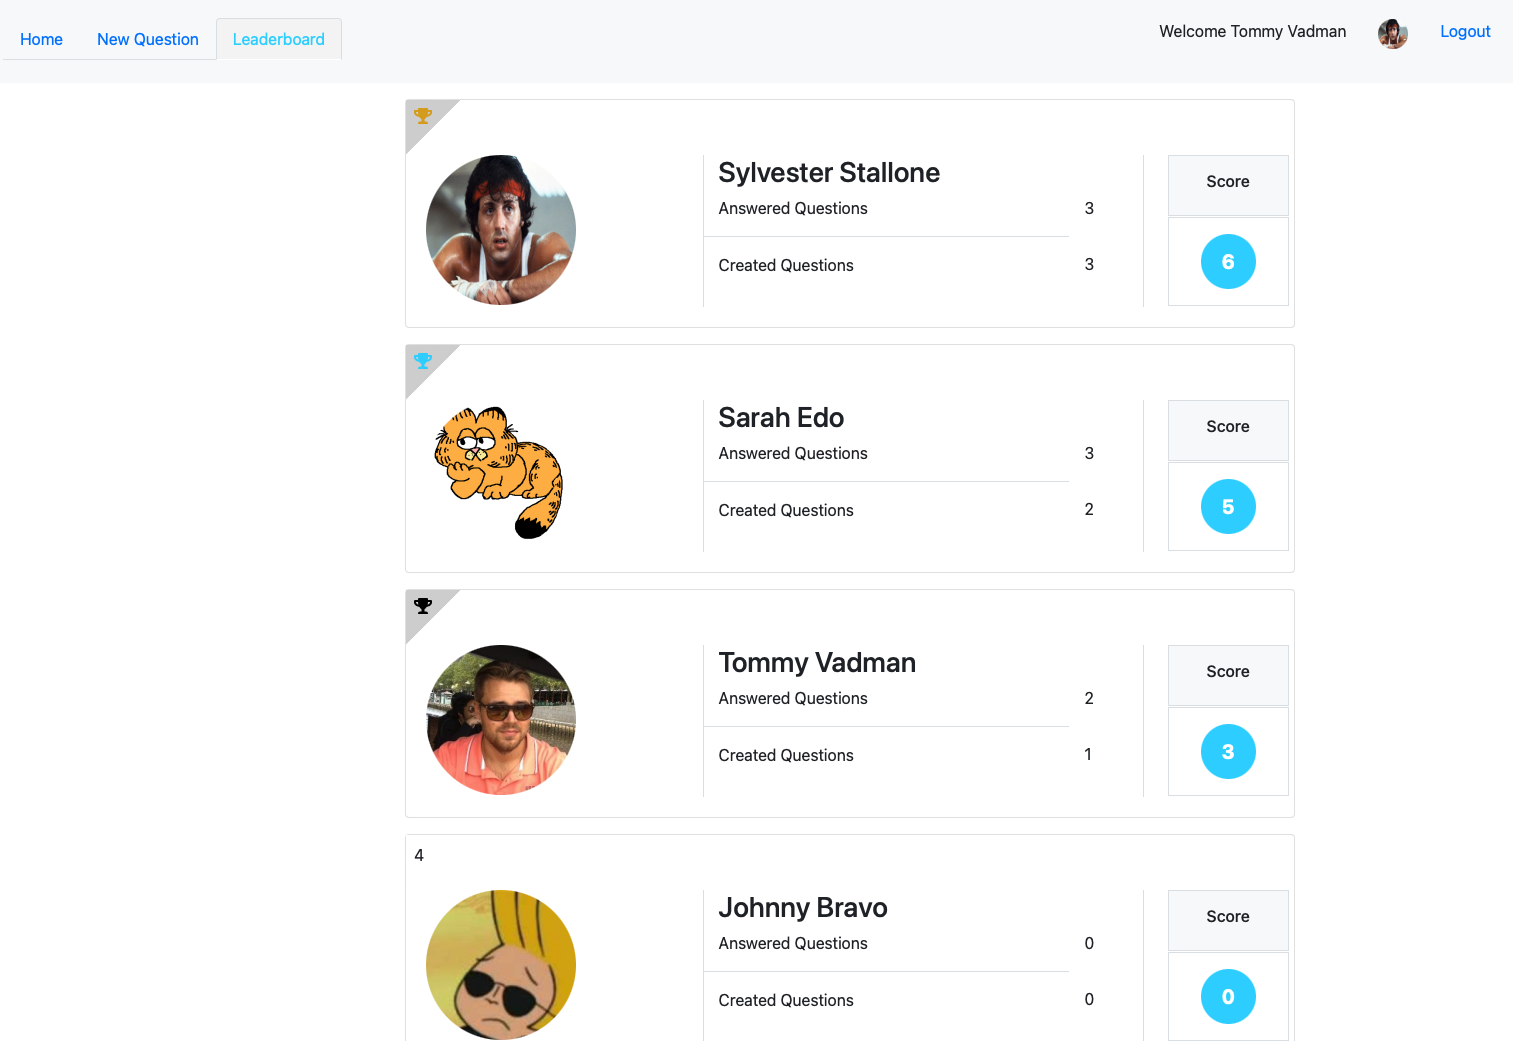 Home New Question Leaderboard Welcome Tommy Vadman Logout
Sylvester Stallone
Answered Questions 3
Created Questions 3
Score
6
Sarah Edo
Answered Questions 3
Created Questions 2
Score
5
Tommy Vadman
Answered Questions 2
Created Questions 1
Score
3
4
Johnny Bravo
Answered Questions 0
Created Questions 0
Score
0